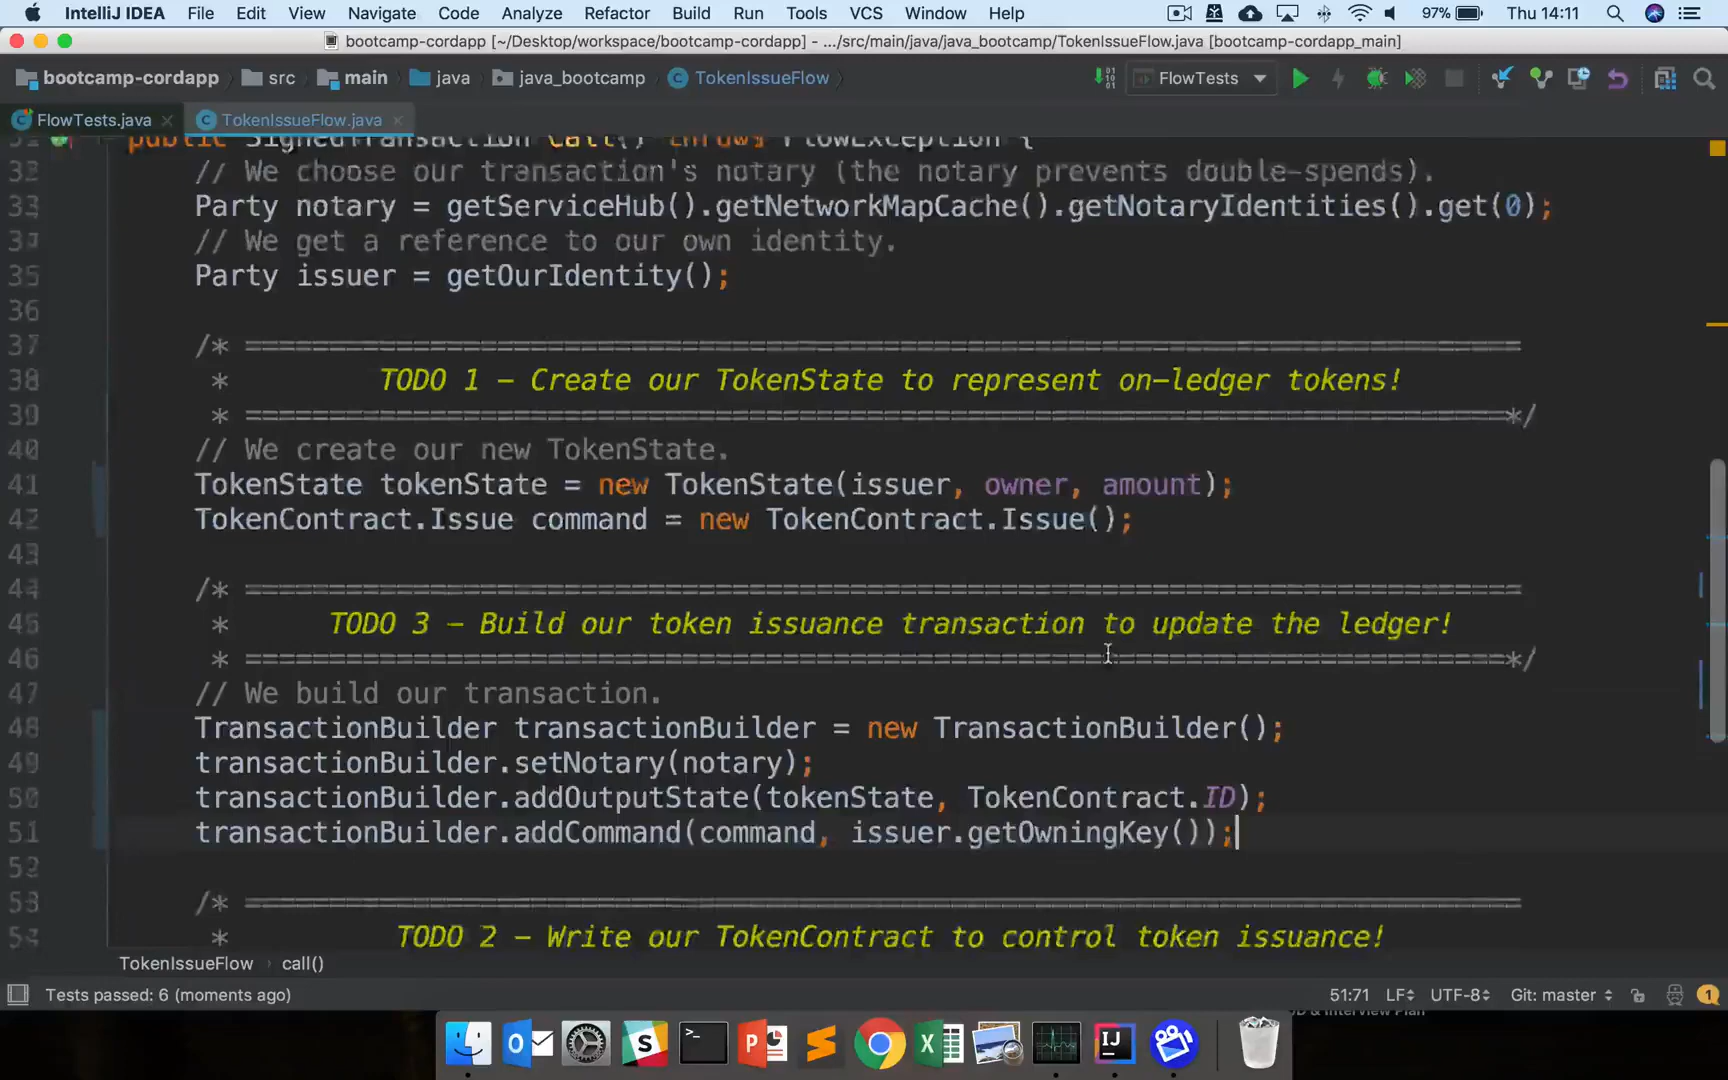 IntelliJ IDEA File Edit View Navigate Code Analyze Refactor Build Run Tools VCS Window Help 97% Thu 14:11
bootcamp-cordapp [~/Desktop/workspace/bootcamp-cordapp] - .../src/main/java/java_bootcamp/TokenIssueFlow.java [bootcamp-cordapp_main]
bootcamp-cordapp src main java java_bootcamp TokenIssueFlow FlowTests
FlowTests.java TokenIssueFlow.java
public SignedTransaction call() throws FlowException {
32 // We choose our transaction's notary (the notary prevents double-spends).
33 Party notary = getServiceHub().getNetworkMapCache().getNotaryIdentities().get(0);
34 // We get a reference to our own identity.
35 Party issuer = getOurIdentity();
36
37 /* ============================================================================
38 * TODO 1 - Create our TokenState to represent on-ledger tokens!
39 * ===========================================================================*/
40 // We create our new TokenState.
41 TokenState tokenState = new TokenState(issuer, owner, amount);
42 TokenContract.Issue command = new TokenContract.Issue();
43
44 /* ============================================================================
45 * TODO 3 - Build our token issuance transaction to update the ledger!
46 * ===========================================================================*/
47 // We build our transaction.
48 TransactionBuilder transactionBuilder = new TransactionBuilder();
49 transactionBuilder.setNotary(notary);
50 transactionBuilder.addOutputState(tokenState, TokenContract.ID);
51 transactionBuilder.addCommand(command, issuer.getOwningKey());
52
53 /* ============================================================================
54 * TODO 2 - Write our TokenContract to control token issuance!
TokenIssueFlow call()
Tests passed: 6 (moments ago) 51:71 LF UTF-8 Git: master 1
& Interview Plan